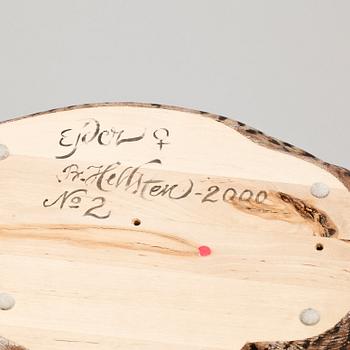 Ejder ♀
Br. Hellsten - 2000
No 2